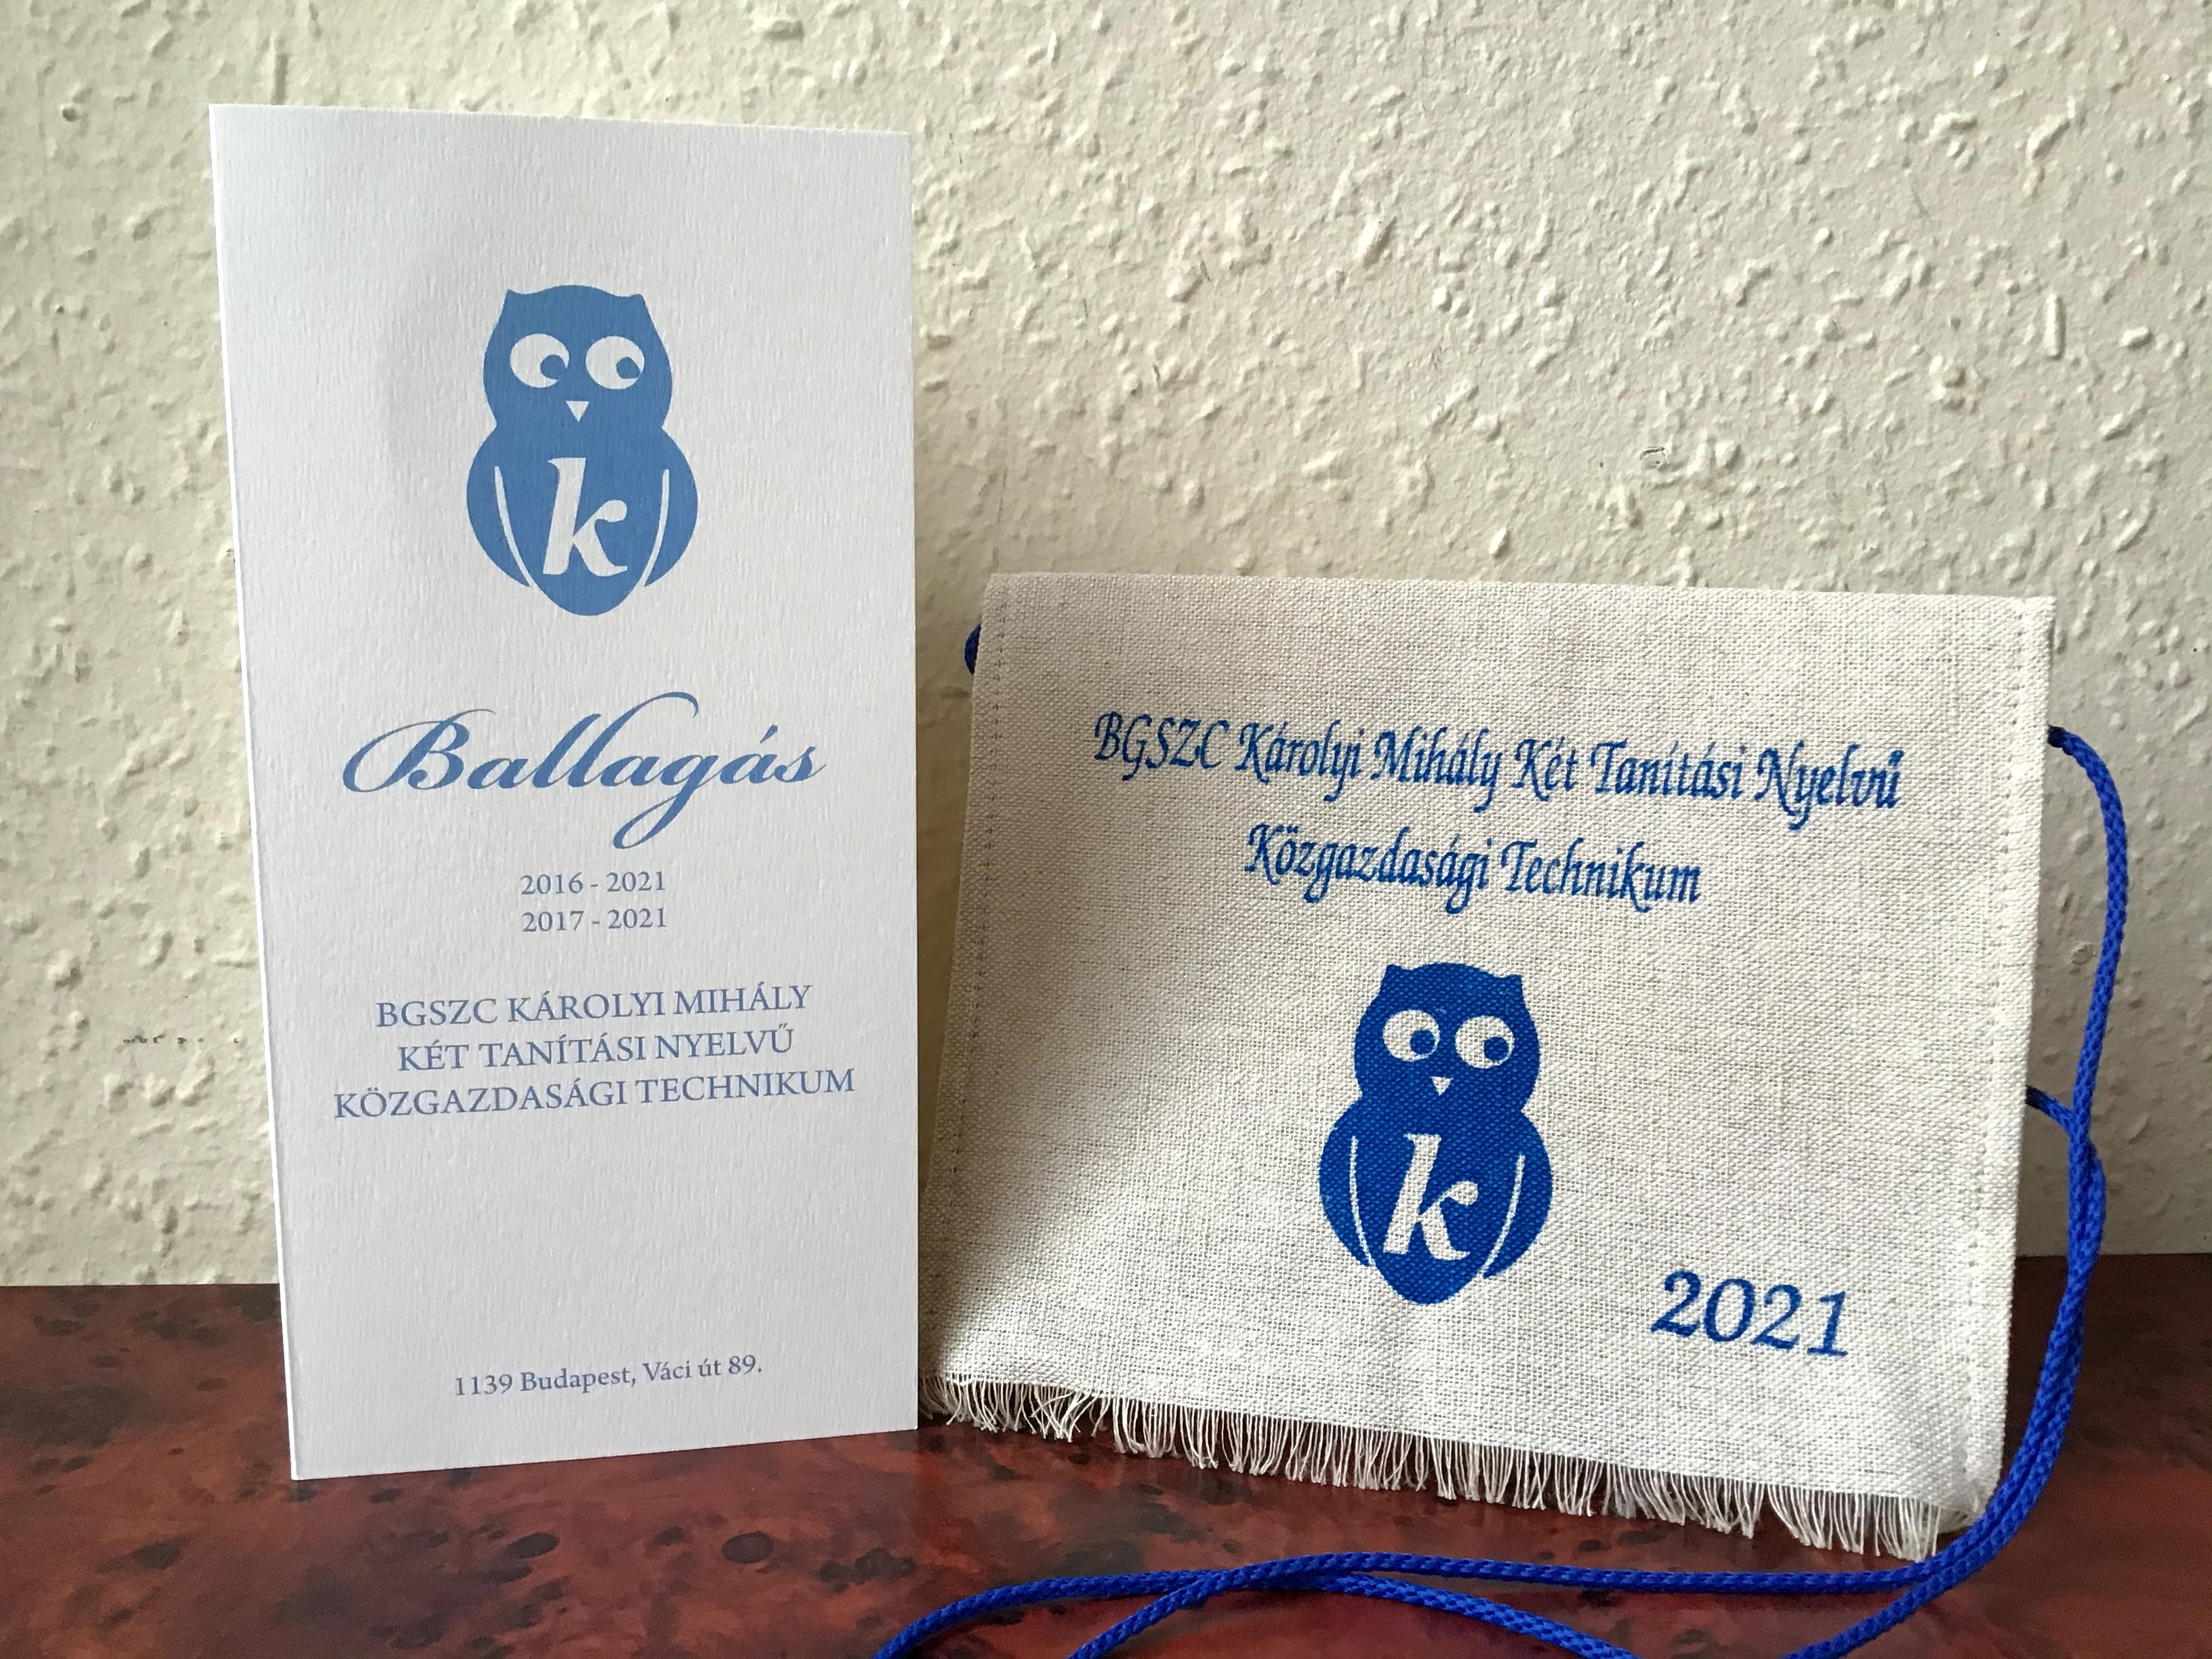 k
Ballagás
2016 - 2021
2017 - 2021
BGSZC KÁROLYI MIHÁLY
KÉT TANÍTÁSI NYELVŰ
KÖZGAZDASÁGI TECHNIKUM
1139 Budapest, Váci út 89.
BGSZC Károlyi Mihály Két Tanítási Nyelvű
Közgazdasági Technikum
k
2021